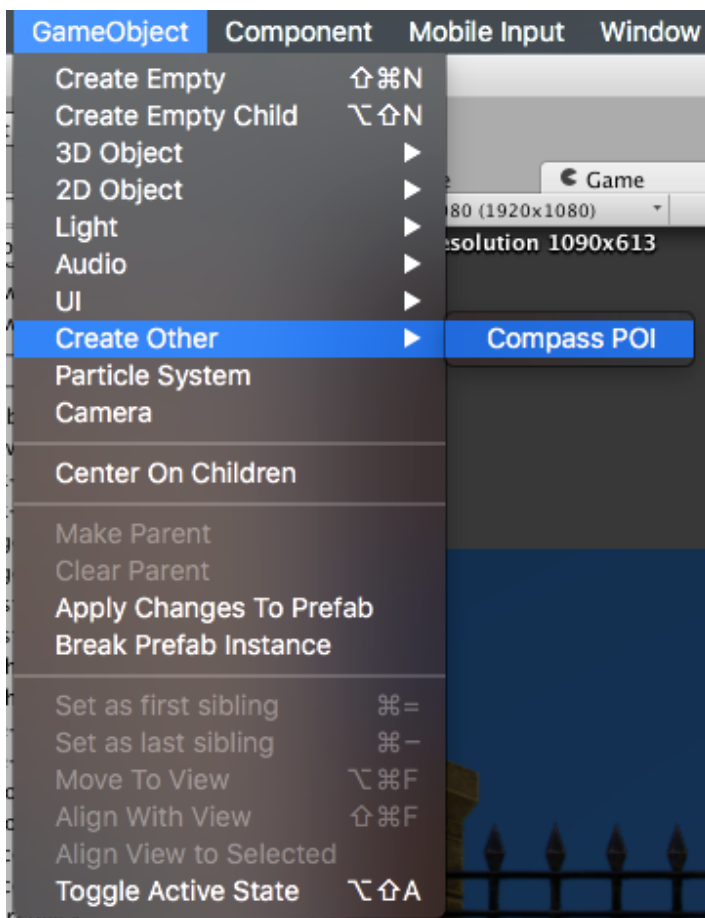 GameObject Component Mobile Input Window
Create Empty ⇧⌘N
Create Empty Child ⌥⇧N
3D Object ▶
2D Object ▶
Game
Light ▶
80 (1920x1080)
Audio ▶
esolution 1090x613
UI ▶
Create Other ▶ Compass POI
Particle System
Camera
Center On Children
Make Parent
Clear Parent
Apply Changes To Prefab
Break Prefab Instance
Set as first sibling ⌘=
Set as last sibling ⌘−
Move To View ⌥⌘F
Align With View ⇧⌘F
Align View to Selected
Toggle Active State ⌥⇧A